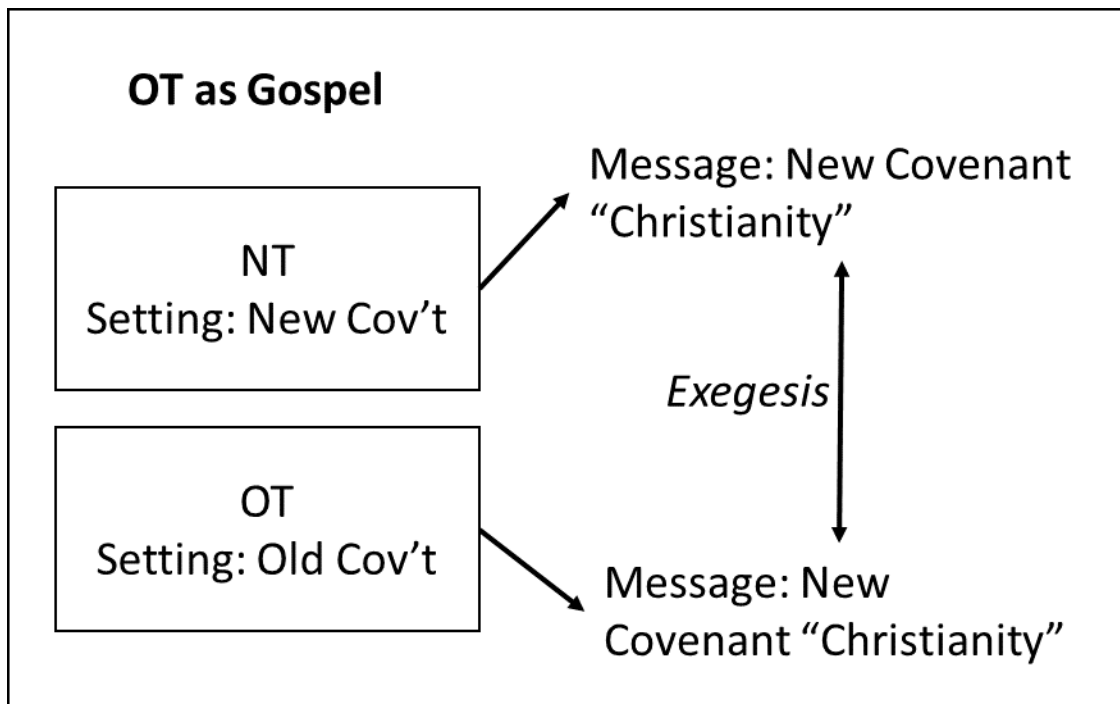 OT as Gospel
Message: New Covenant
“Christianity”
NT
Setting: New Cov’t
Exegesis
OT
Setting: Old Cov’t
Message: New
Covenant “Christianity”